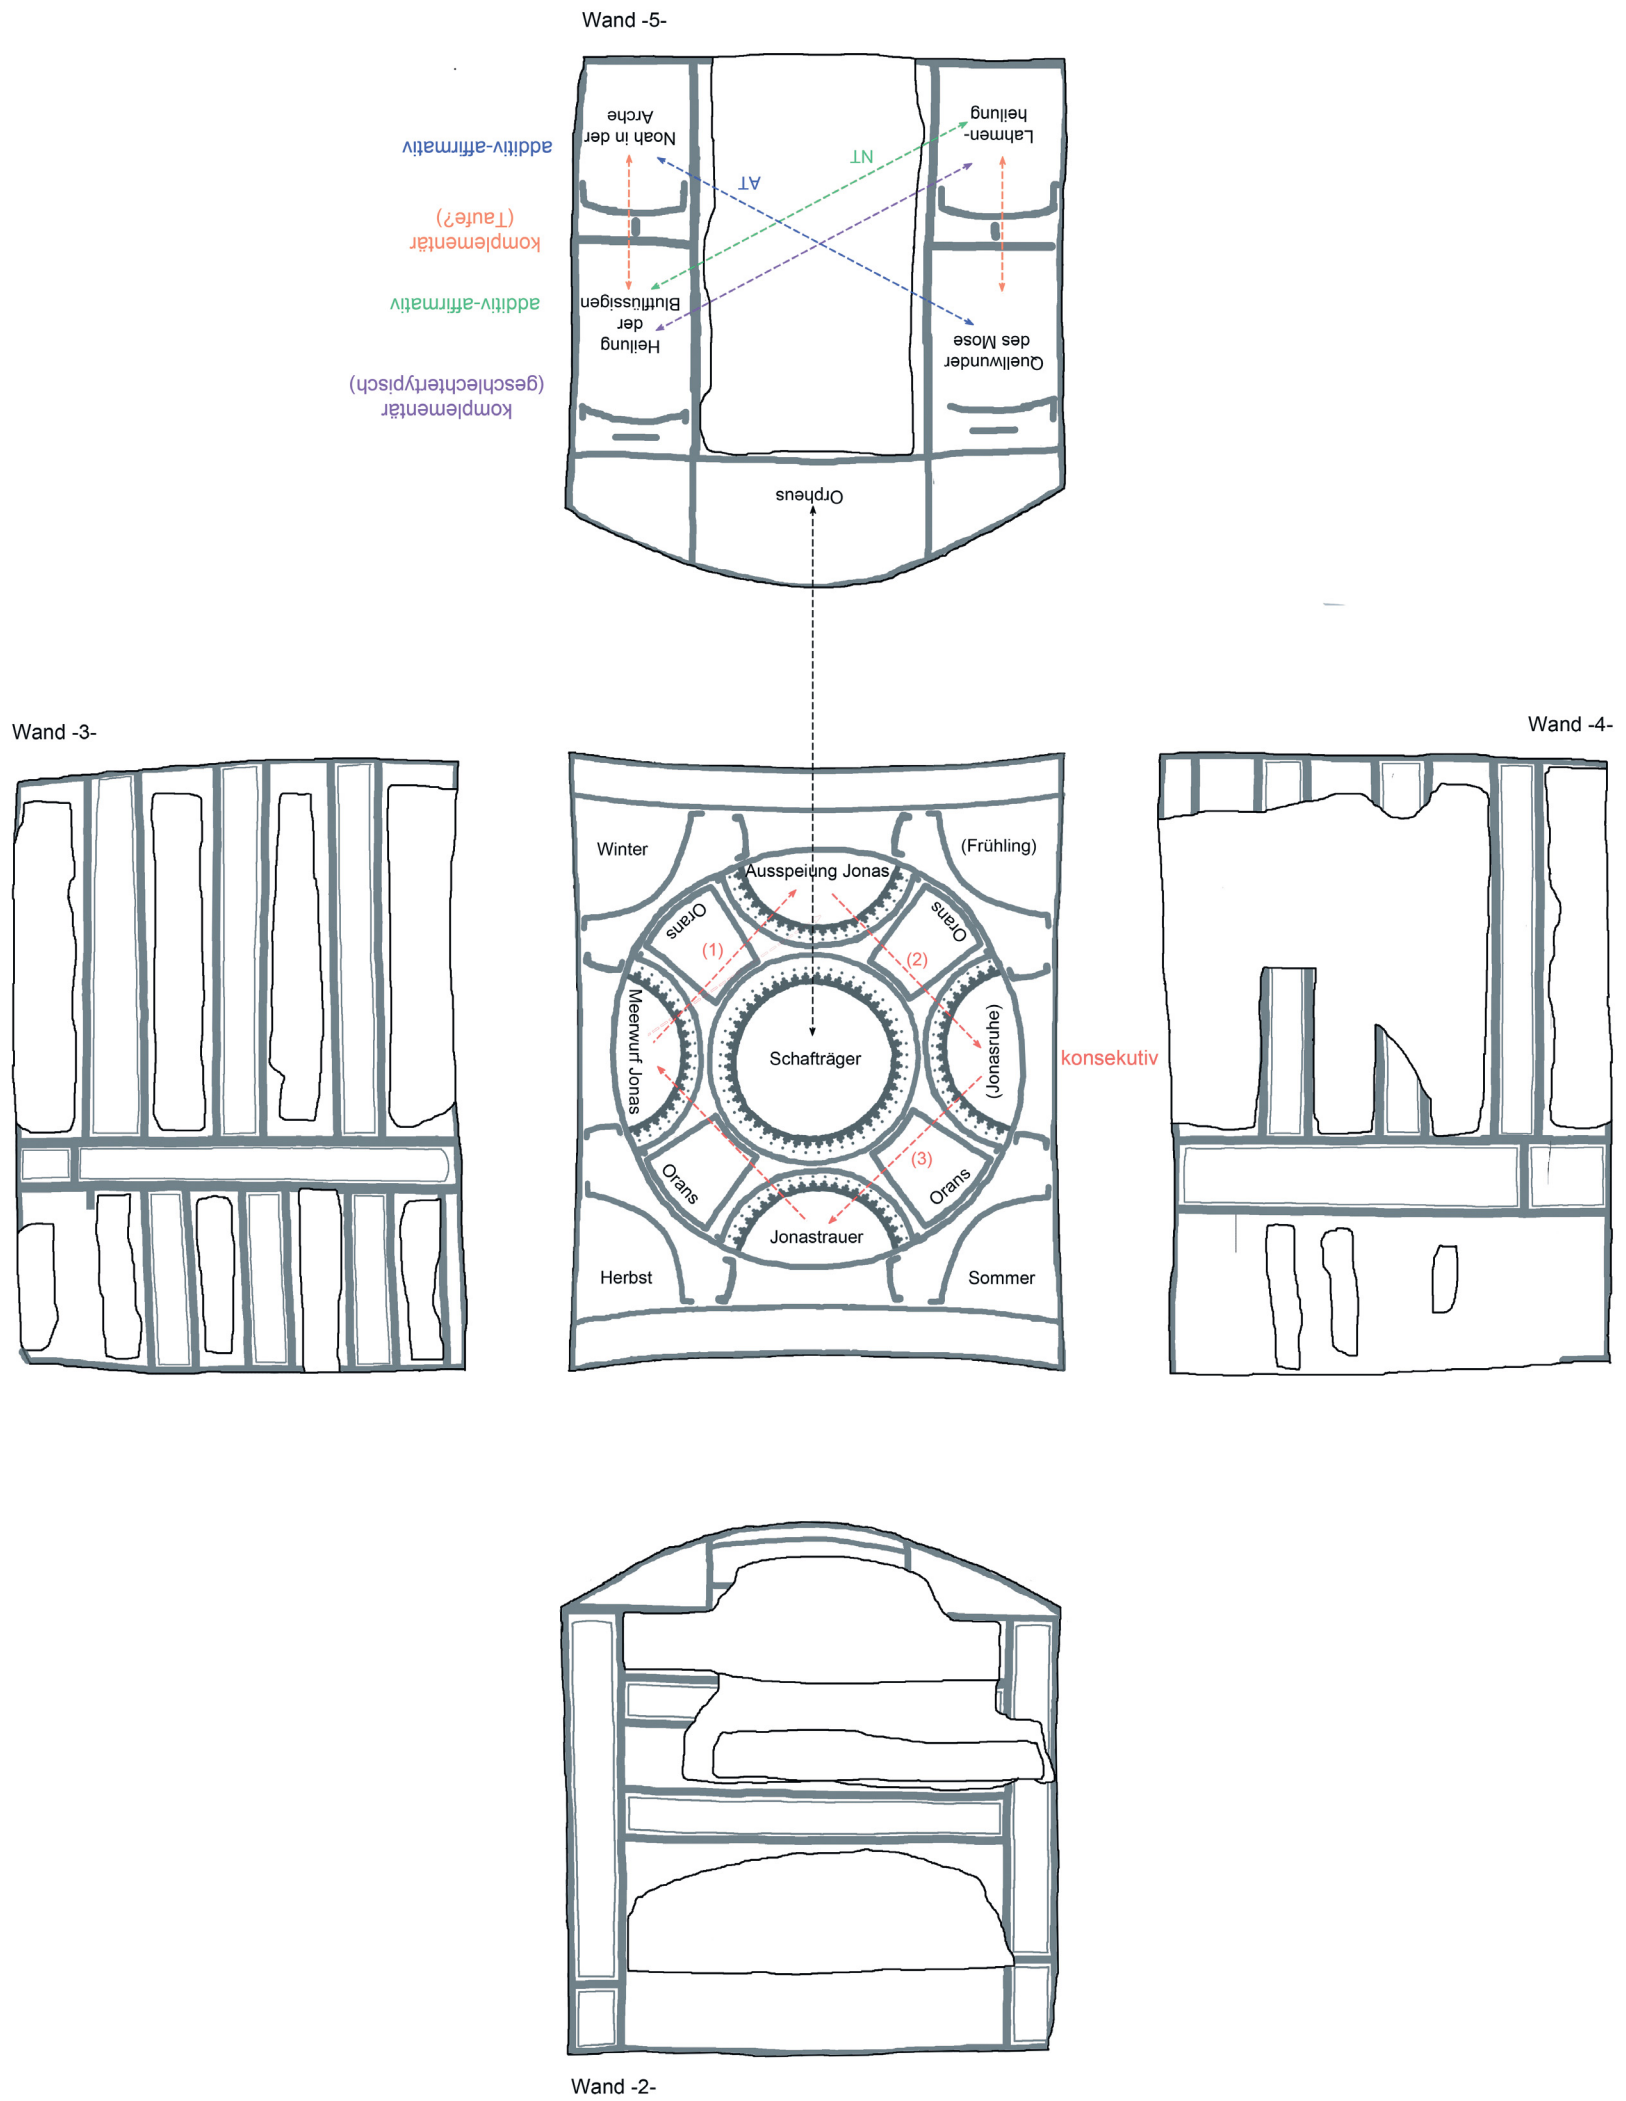 Wand -5-
Noah in der
Arche
Lahmen-
heilung
additiv-affirmativ
NT
AT
komplementär
(Taufe?)
additiv-affirmativ
Heilung
der
Blutflüssigen
Quellwunder
des Mose
komplementär
(geschlechtertypisch)
Orpheus
Wand -3-
Wand -4-
Winter
(Frühling)
Ausspeiung Jonas
Orans
Orans
(1)
(2)
Meerwurf Jonas
Schafträger
(Jonasruhe)
konsekutiv
(3)
Orans
Orans
Jonastrauer
Herbst
Sommer
Wand -2-